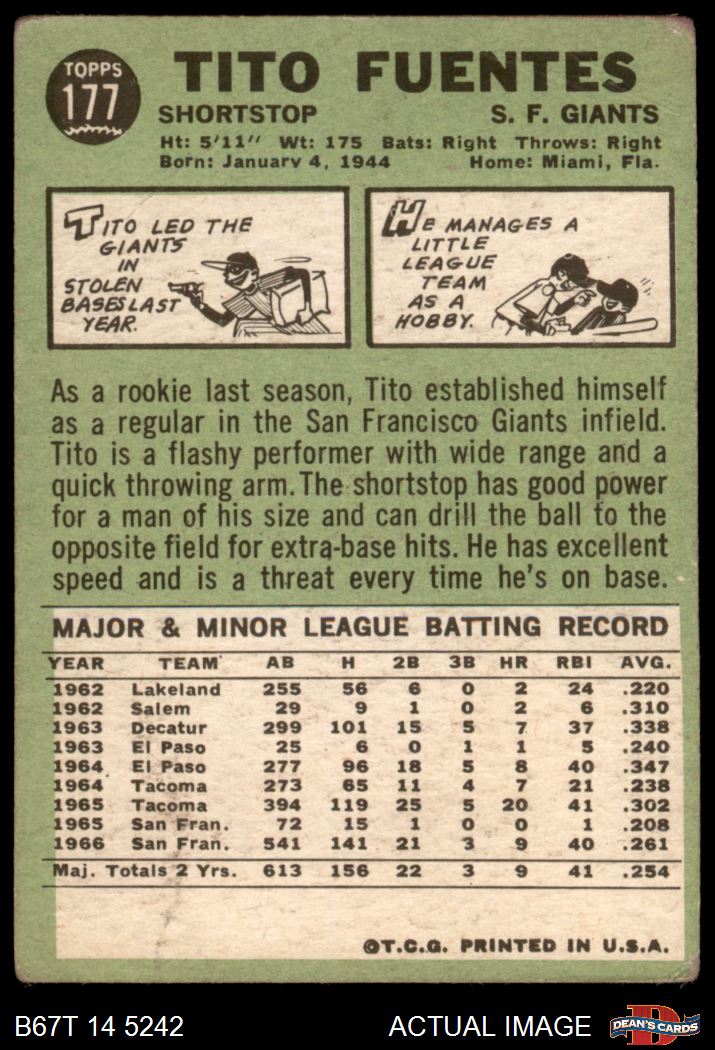 TOPPS
177
TITO FUENTES
SHORTSTOP S. F. GIANTS
Ht: 5'11" Wt: 175 Bats: Right Throws: Right
Born: January 4, 1944 Home: Miami, Fla.
TITO LED THE
GIANTS
IN
STOLEN
BASES LAST
YEAR.
HE MANAGES A
LITTLE
LEAGUE
TEAM
AS A
HOBBY.
As a rookie last season, Tito established himself
as a regular in the San Francisco Giants infield.
Tito is a flashy performer with wide range and a
quick throwing arm. The shortstop has good power
for a man of his size and can drill the ball to the
opposite field for extra-base hits. He has excellent
speed and is a threat every time he's on base.
MAJOR & MINOR LEAGUE BATTING RECORD
YEAR TEAM AB H 2B 3B HR RBI AVG.
1962 Lakeland 255 56 6 0 2 24 .220
1962 Salem 29 9 1 0 2 6 .310
1963 Decatur 299 101 15 5 7 37 .338
1963 El Paso 25 6 0 1 1 5 .240
1964 El Paso 277 96 18 5 8 40 .347
1964 Tacoma 273 65 11 4 7 21 .238
1965 Tacoma 394 119 25 5 20 41 .302
1965 San Fran. 72 15 1 0 0 1 .208
1966 San Fran. 541 141 21 3 9 40 .261
Maj. Totals 2 Yrs. 613 156 22 3 9 41 .254
©T.C.G. PRINTED IN U.S.A.
B67T 14 5242 ACTUAL IMAGE
D
DEAN'S CARDS